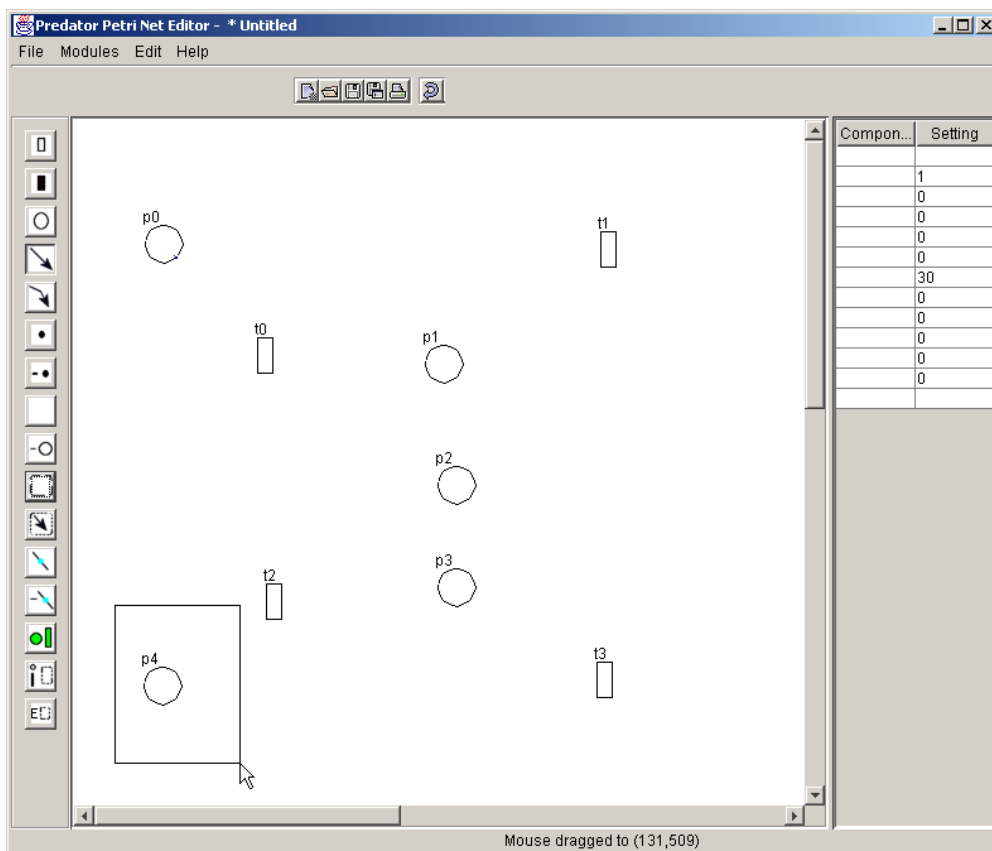 Predator Petri Net Editor - * Untitled
File Modules Edit Help
Compon... Setting
1
0
0
0
0
30
0
0
0
0
0
p0
t1
t0
p1
p2
p3
t2
p4
t3
E
Mouse dragged to (131,509)